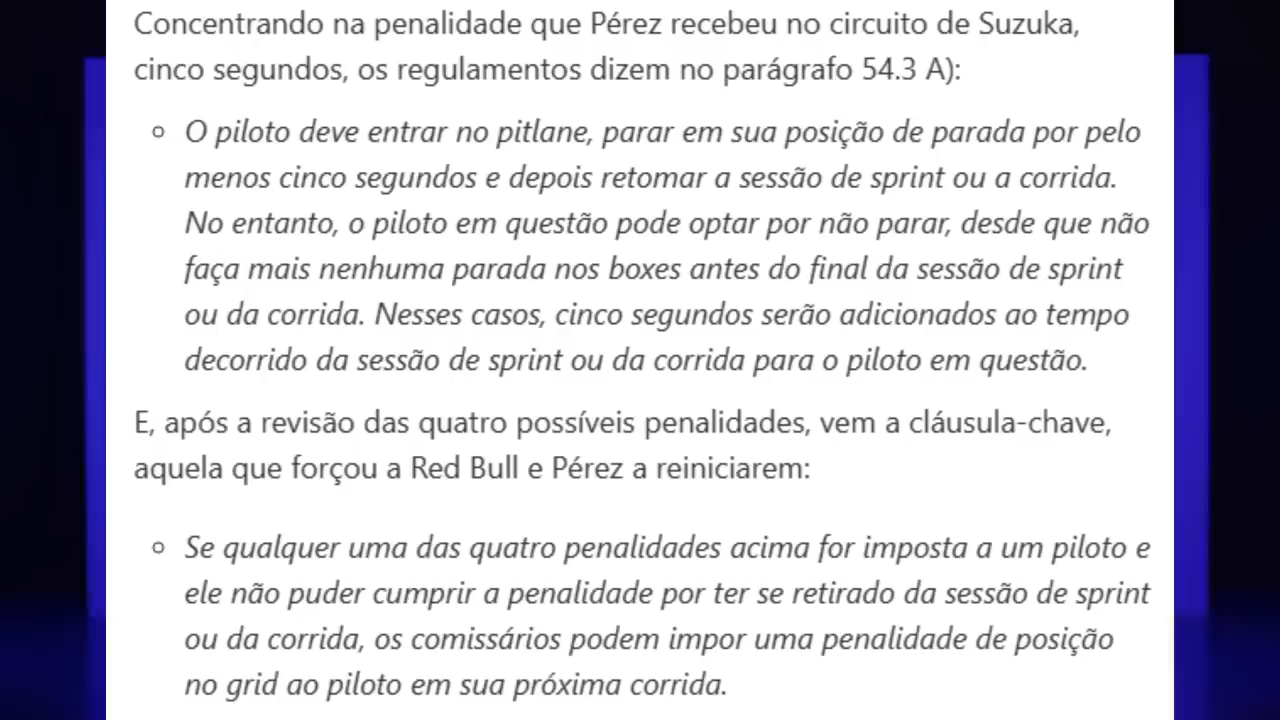 Concentrando na penalidade que Pérez recebeu no circuito de Suzuka,
cinco segundos, os regulamentos dizem no parágrafo 54.3 A):
O piloto deve entrar no pitlane, parar em sua posição de parada por pelo
menos cinco segundos e depois retomar a sessão de sprint ou a corrida.
No entanto, o piloto em questão pode optar por não parar, desde que não
faça mais nenhuma parada nos boxes antes do final da sessão de sprint
ou da corrida. Nesses casos, cinco segundos serão adicionados ao tempo
decorrido da sessão de sprint ou da corrida para o piloto em questão.
E, após a revisão das quatro possíveis penalidades, vem a cláusula-chave,
aquela que forçou a Red Bull e Pérez a reiniciarem:
Se qualquer uma das quatro penalidades acima for imposta a um piloto e
ele não puder cumprir a penalidade por ter se retirado da sessão de sprint
ou da corrida, os comissários podem impor uma penalidade de posição
no grid ao piloto em sua próxima corrida.